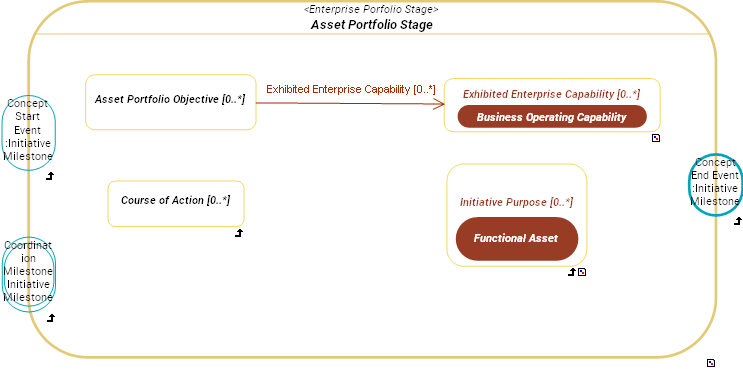 <Enterprise Porfolio Stage>
Asset Portfolio Stage
Exhibited Enterprise Capability [0..*]
Asset Portfolio Objective [0..*]
Exhibited Enterprise Capability [0..*]
Business Operating Capability
Concept
Start
Event
:Initiative
Milestone
Course of Action [0..*]
Initiative Purpose [0..*]
Functional Asset
Concept
End Event
:Initiative
Milestone
Coordinat
ion
Milestone
Initiative
Milestone